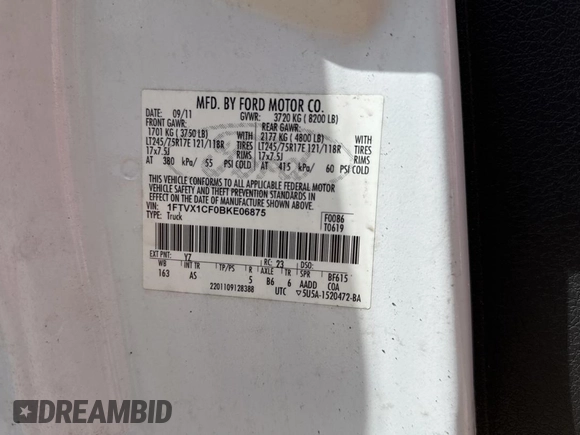 MFD. BY FORD MOTOR CO.
DATE: 09/11 GVWR: 3720 KG ( 8200 LB)
FRONT GAWR: REAR GAWR:
1701 KG ( 3750 LB) WITH 2177 KG ( 4800 LB) WITH
LT245/75R17E 121/118R TIRES LT245/75R17E 121/118R TIRES
17x7.5J RIMS 17x7.5J RIMS
AT 380 kPa/ 55 PSI COLD AT 415 kPa/ 60 PSI COLD
THIS VEHICLE CONFORMS TO ALL APPLICABLE FEDERAL MOTOR
VEHICLE SAFETY AND THEFT PREVENTION STANDARDS IN
EFFECT ON THE DATE OF MANUFACTURE SHOWN ABOVE.
VIN: 1FTVX1CF0BKE06875 F0086
TYPE: Truck T0619
EXT PNT: YZ RC: 23 DSO: BF615
WB INT TR TP/PS R AXLE TR SPR
163 AS 5 B6 6 AADD COA
2201109128388 UTC ▽5U5A-1520472-BA
DREAMBID